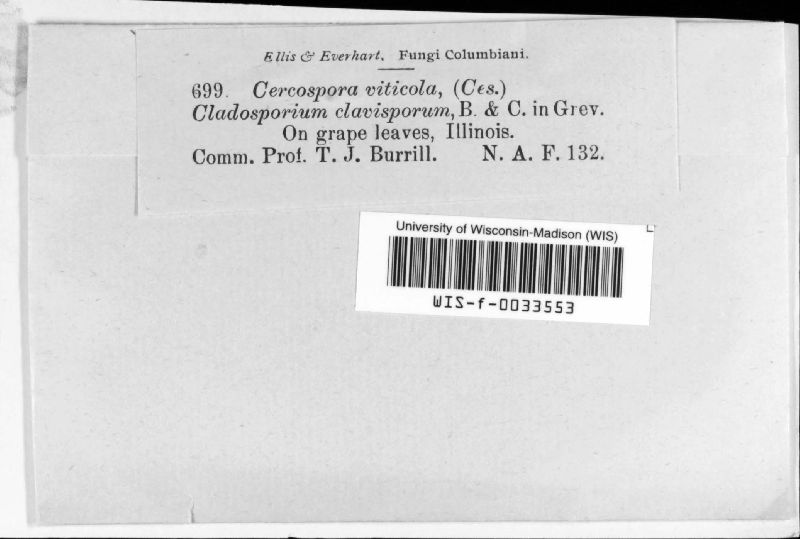 Ellis & Everhart. Fungi Columbiani.
699. Cercospora viticola, (Ces.)
Cladosporium clavisporum, B. & C. in Grev.
On grape leaves, Illinois.
Comm. Prof. T. J. Burrill. N. A. F. 132.
University of Wisconsin-Madison (WIS)
WIS-f-0033553